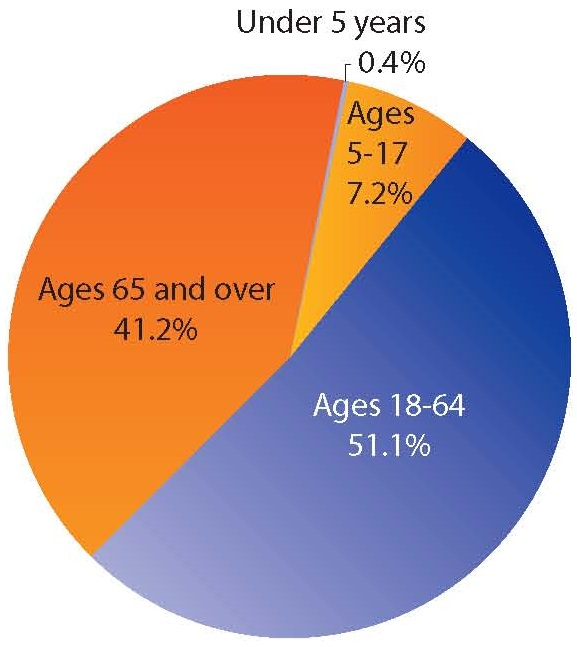 Under 5 years
0.4%
Ages
5-17
7.2%
Ages 65 and over
41.2%
Ages 18-64
51.1%